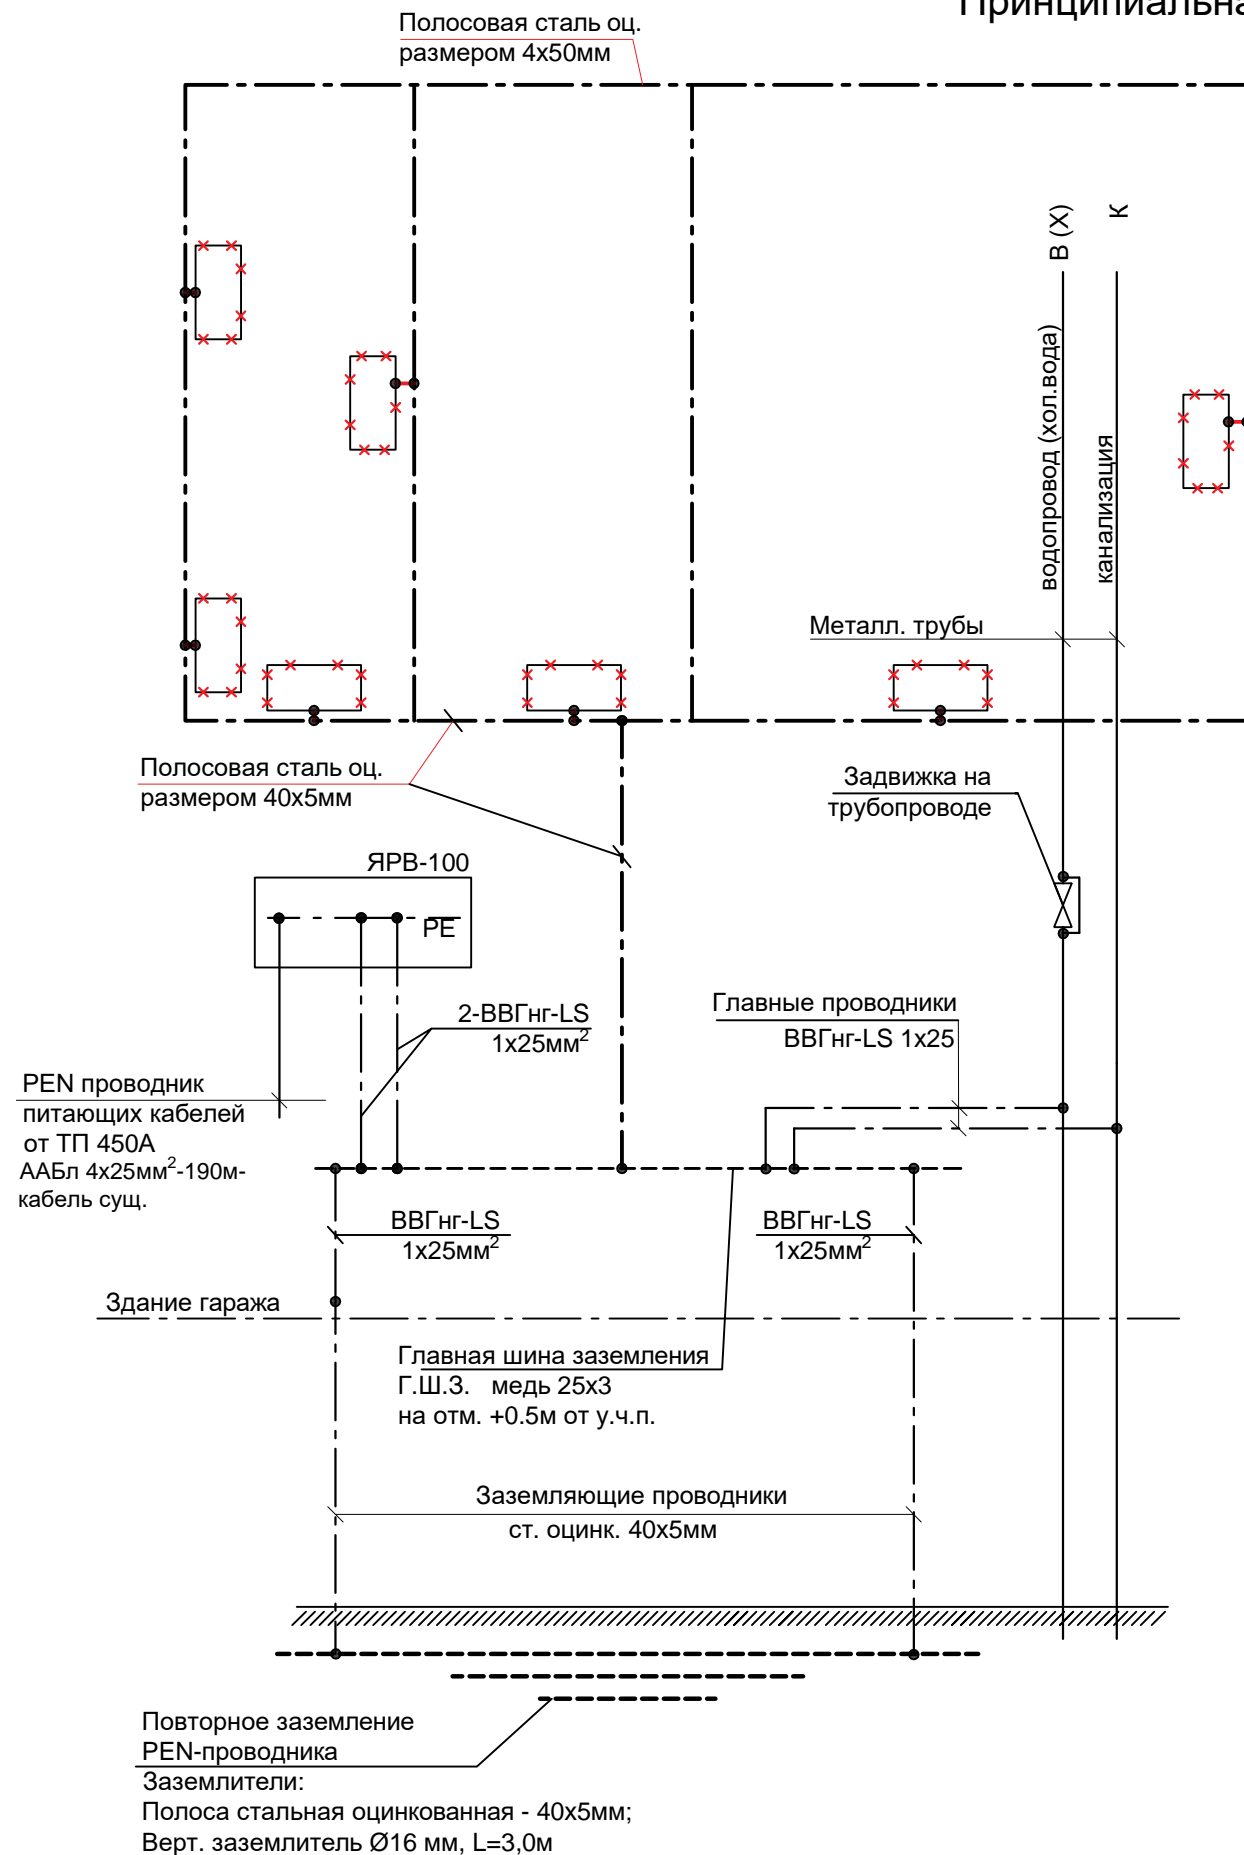 Принципиальна
Полосовая сталь оц.
размером 4х50мм
В (Х)
К
водопровод (хол.вода)
канализация
Металл. трубы
Полосовая сталь оц.
размером 40х5мм
Задвижка на
трубопроводе
ЯРВ-100
PE
2-ВВГнг-LS
1х25мм²
Главные проводники
ВВГнг-LS 1х25
PEN проводник
питающих кабелей
от ТП 450А
ААБл 4х25мм²-190м-
кабель сущ.
ВВГнг-LS
1х25мм²
ВВГнг-LS
1х25мм²
Здание гаража
Главная шина заземления
Г.Ш.З. медь 25х3
на отм. +0.5м от у.ч.п.
Заземляющие проводники
ст. оцинк. 40х5мм
Повторное заземление
PEN-проводника
Заземлители:
Полоса стальная оцинкованная - 40х5мм;
Верт. заземлитель Ø16 мм, L=3,0м